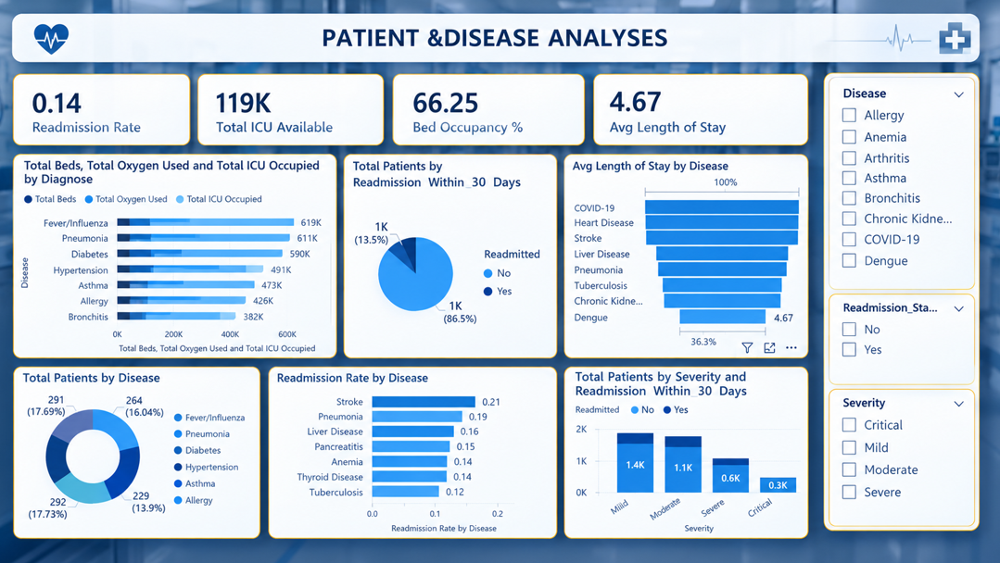 PATIENT &DISEASE ANALYSES
0.14
Readmission Rate
119K
Total ICU Available
66.25
Bed Occupancy %
4.67
Avg Length of Stay
Total Beds, Total Oxygen Used and Total ICU Occupied
by Diagnose
Total Beds
Total Oxygen Used
Total ICU Occupied
Disease
Fever/Influenza
619K
Pneumonia
611K
Diabetes
590K
Hypertension
491K
Asthma
473K
Allergy
426K
Bronchitis
382K
0K
200K
400K
600K
Total Beds, Total Oxygen Used and Total ICU Occupied
Total Patients by
Readmission Within_30 Days
1K
(13.5%)
1K
(86.5%)
Readmitted
No
Yes
Avg Length of Stay by Disease
100%
COVID-19
Heart Disease
Stroke
Liver Disease
Pneumonia
Tuberculosis
Chronic Kidne...
Dengue
4.67
36.3%
Total Patients by Disease
291
(17.69%)
264
(16.04%)
292
(17.73%)
229
(13.9%)
Fever/Influenza
Pneumonia
Diabetes
Hypertension
Asthma
Allergy
Readmission Rate by Disease
Stroke
0.21
Pneumonia
0.19
Liver Disease
0.16
Pancreatitis
0.15
Anemia
0.14
Thyroid Disease
0.14
Tuberculosis
0.12
0.0
0.1
0.2
Readmission Rate by Disease
Total Patients by Severity and
Readmission Within_30 Days
Readmitted
No
Yes
2K
1K
0K
1.4K
1.1K
0.6K
0.3K
Moderate
Severe
Critical
Severity
Disease
Allergy
Anemia
Arthritis
Asthma
Bronchitis
Chronic Kidne...
COVID-19
Dengue
Readmission_Sta...
No
Yes
Severity
Critical
Mild
Moderate
Severe